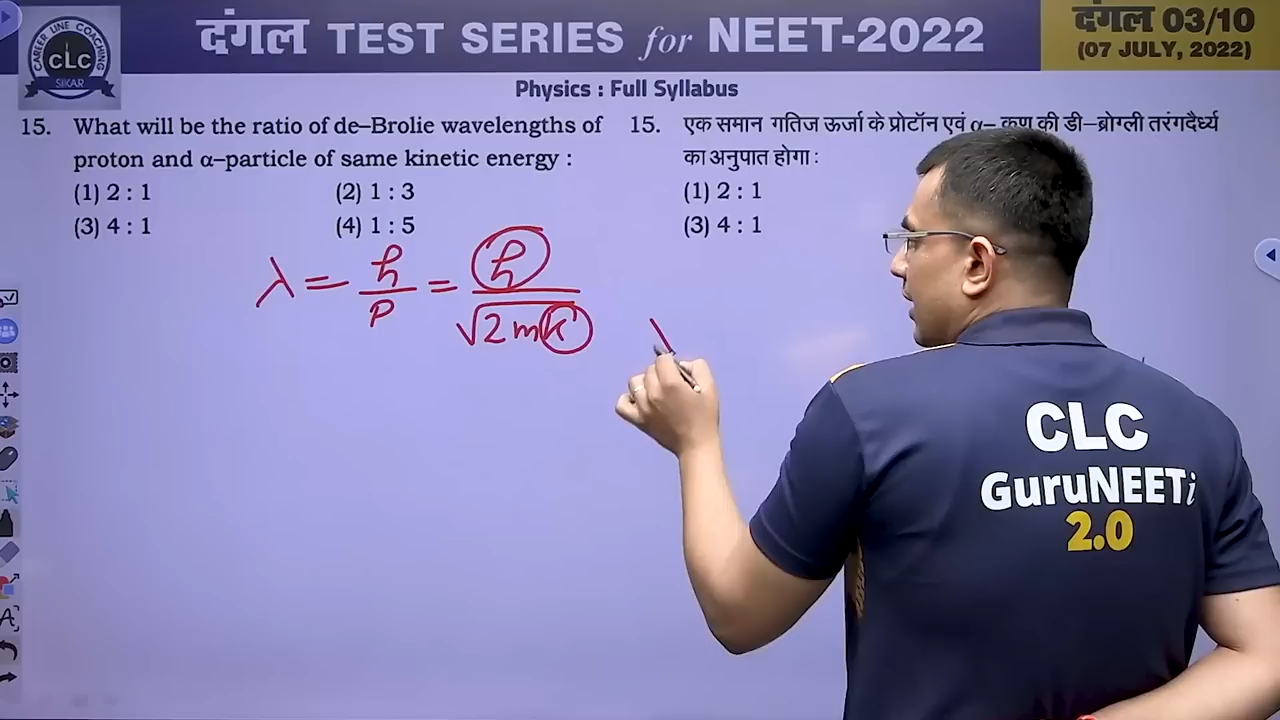 CAREER LINE COACHING
CLC
SIKAR
दंगल TEST SERIES for NEET-2022
दंगल 03/10
(07 JULY, 2022)
Physics : Full Syllabus
15. What will be the ratio of de–Brolie wavelengths of
proton and α–particle of same kinetic energy :
(1) 2 : 1 (2) 1 : 3
(3) 4 : 1 (4) 1 : 5
15. एक समान गतिज ऊर्जा के प्रोटॉन एवं α– कण की डी–ब्रोग्ली तरंगदैर्ध्य
का अनुपात होगा :
(1) 2 : 1
(3) 4 : 1
λ = h/p = h/√2mk
CLC
GuruNEETi
2.0